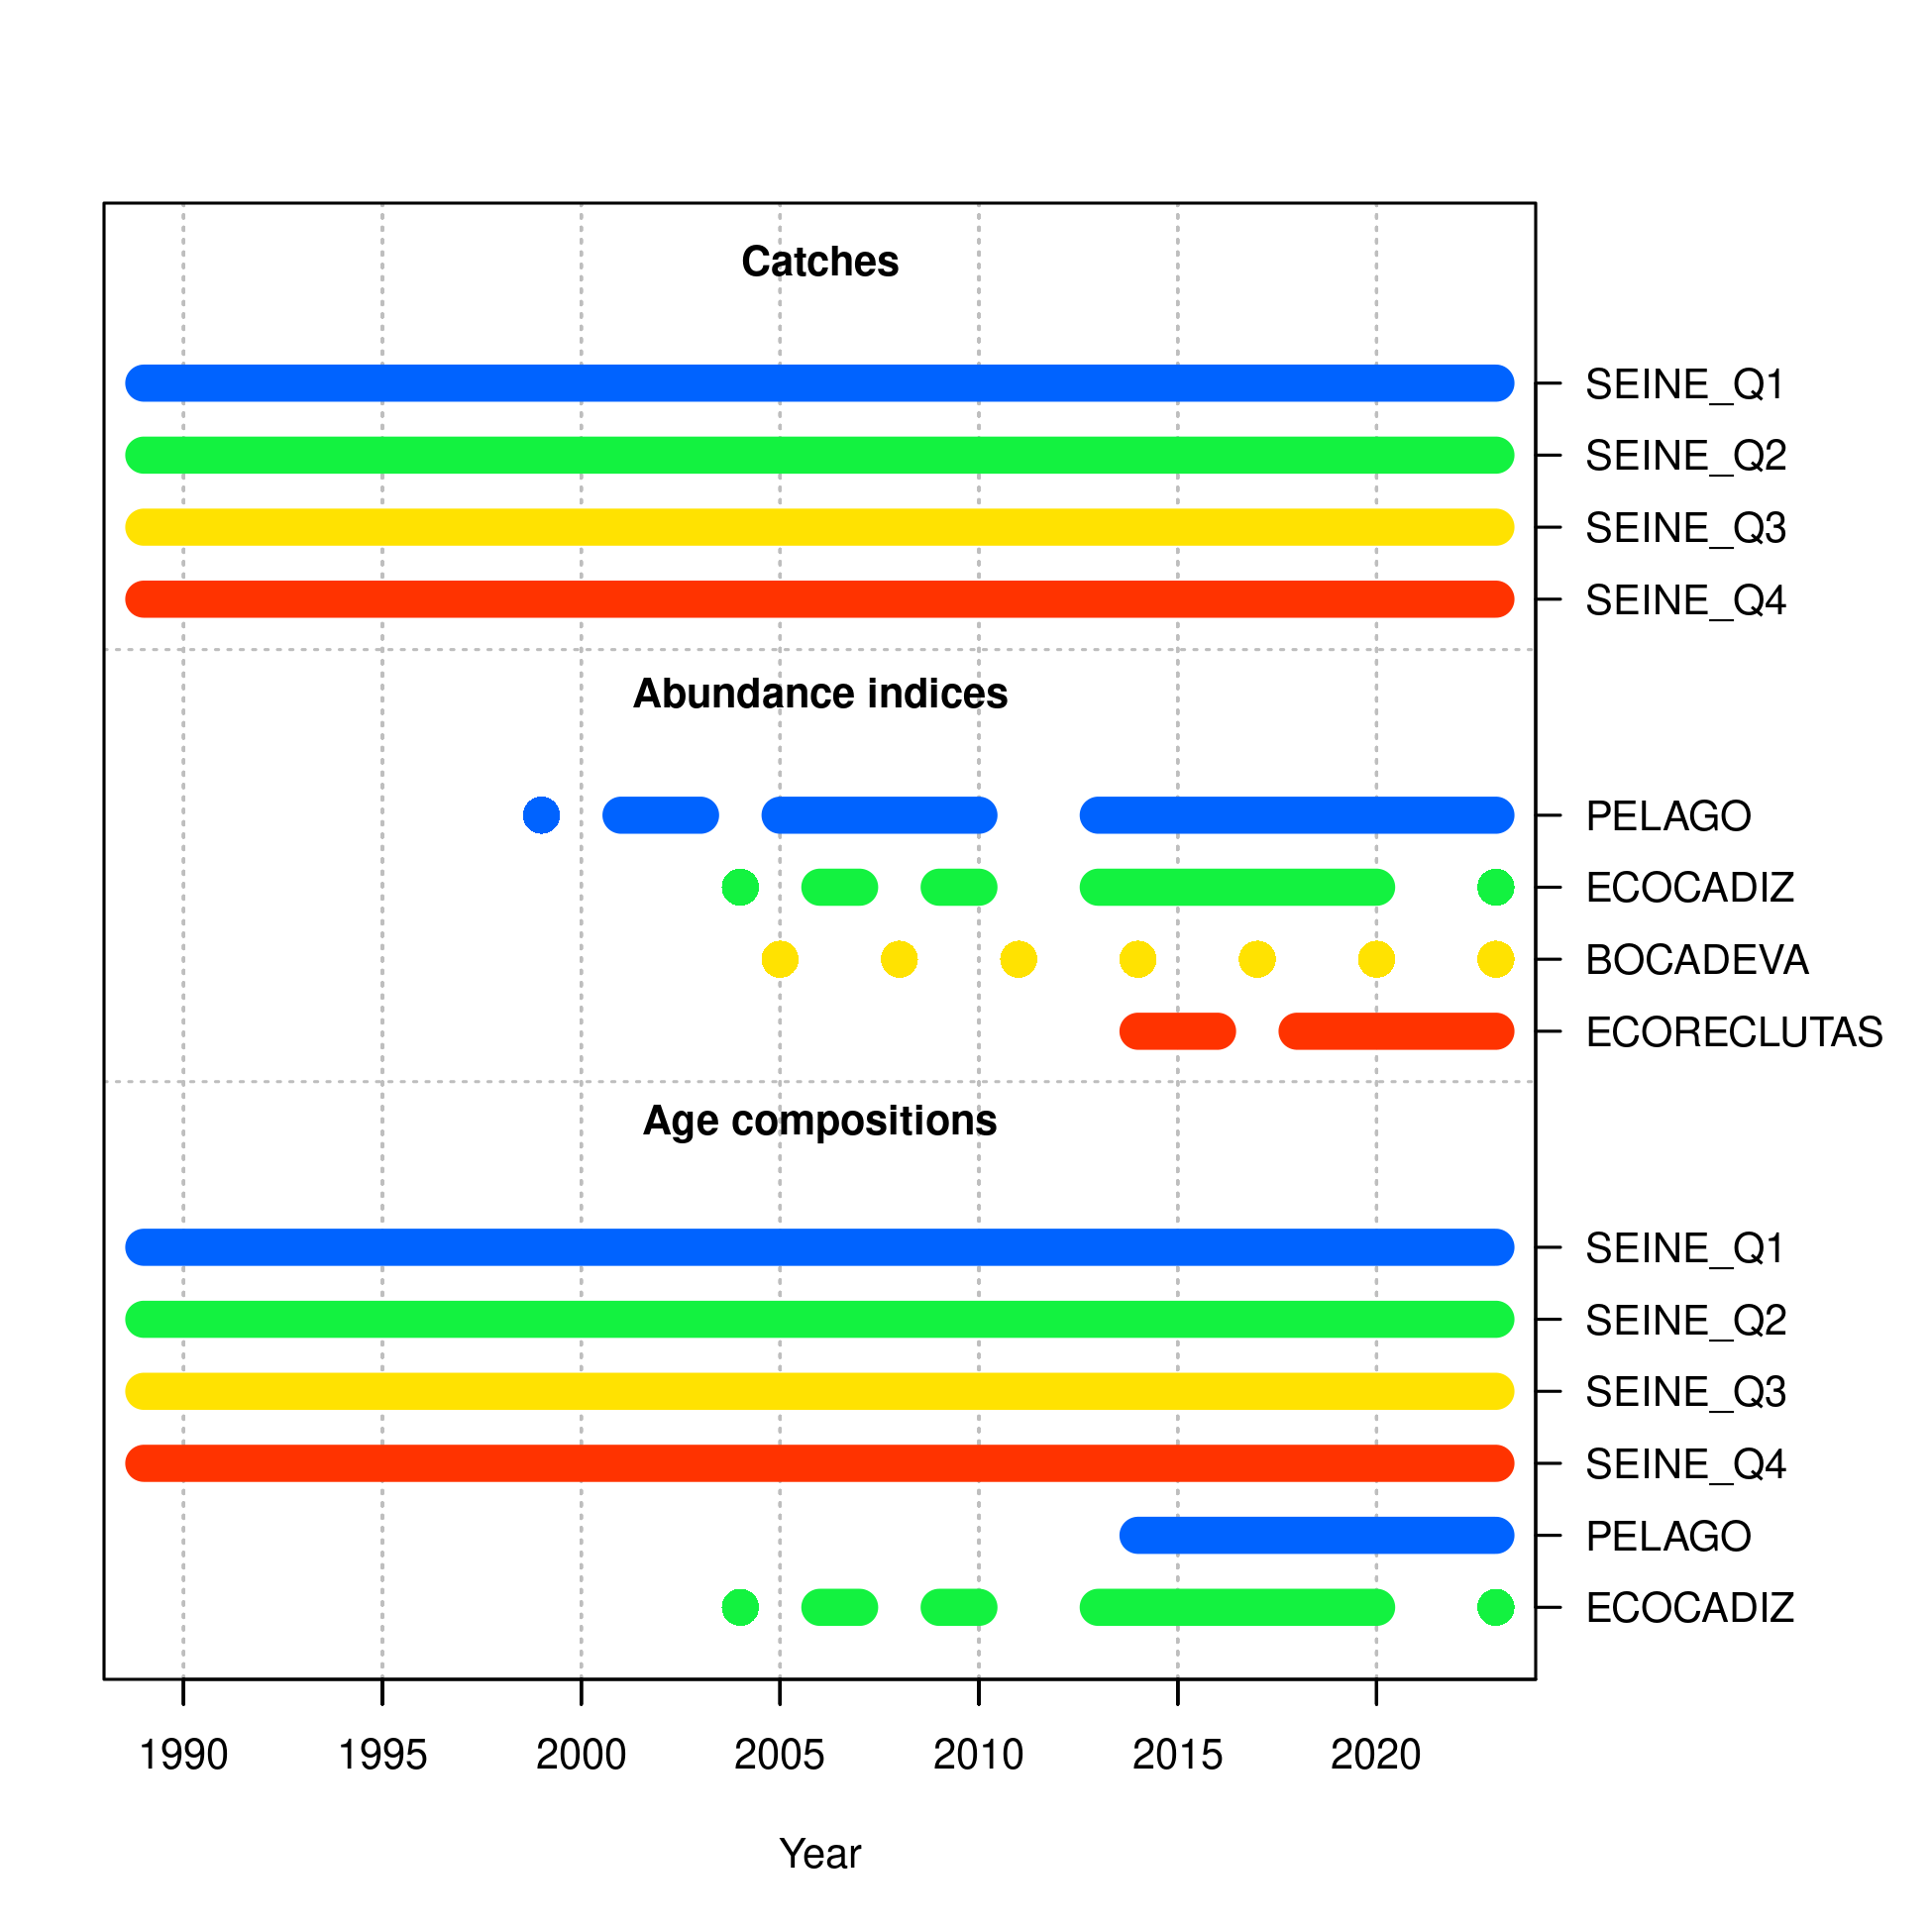 Catches
SEINE_Q1
SEINE_Q2
SEINE_Q3
SEINE_Q4
Abundance indices
PELAGO
ECOCADIZ
BOCADEVA
ECORECLUTAS
Age compositions
SEINE_Q1
SEINE_Q2
SEINE_Q3
SEINE_Q4
PELAGO
ECOCADIZ
1990 1995 2000 2005 2010 2015 2020
Year